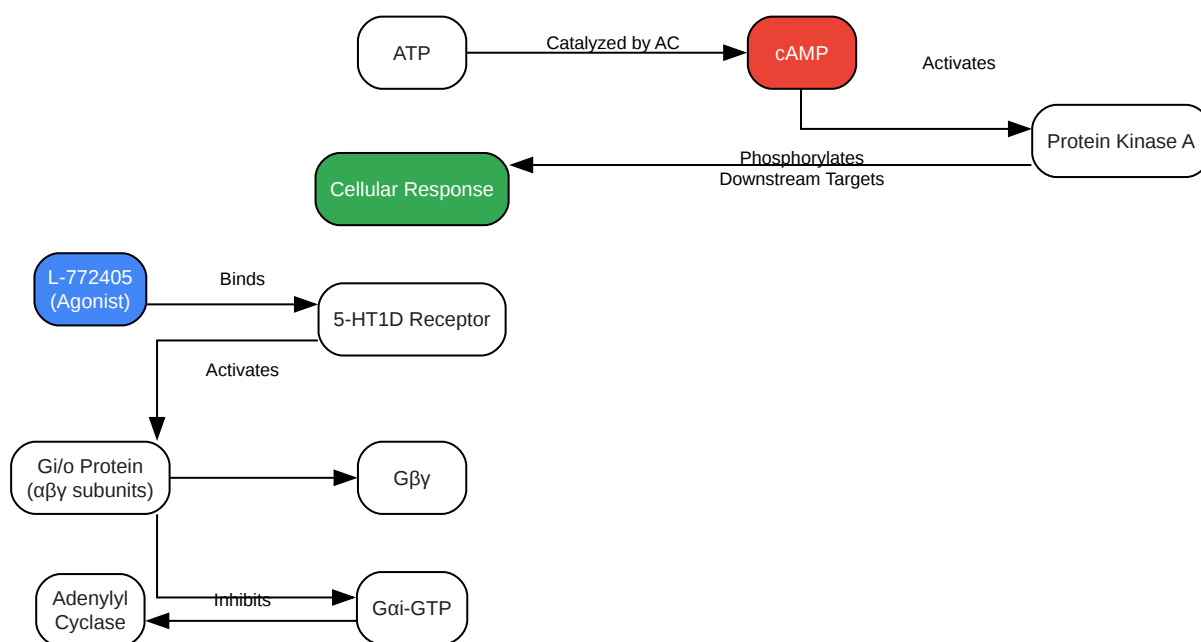 ATP
Catalyzed by AC
cAMP
Activates
Protein Kinase A
Phosphorylates
Downstream Targets
Cellular Response
L-772405
(Agonist)
Binds
5-HT1D Receptor
Activates
Gi/o Protein
(αβγ subunits)
Gβγ
Adenylyl
Cyclase
Inhibits
Gαi-GTP